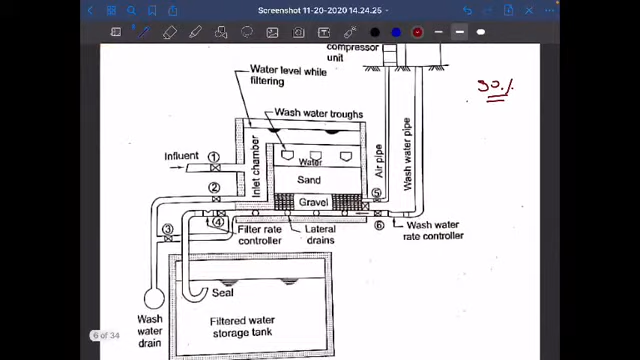 Screenshot 11-20-2020 14.24.25
compressor
unit
30%
Water level while
filtering
Wash water troughs
Influent
1
Inlet chamber
Water
Air pipe
Wash water pipe
Sand
2
5
Gravel
4
6
3
Filter rate
controller
Lateral
drains
Wash water
rate controller
Seal
Filtered water
storage tank
Wash
water
drain
6 of 34